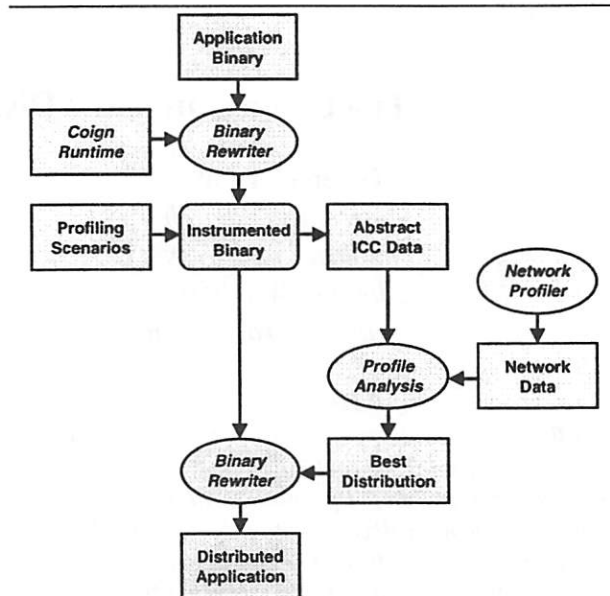 Application
Binary
Coign
Runtime
Binary
Rewriter
Profiling
Scenarios
Instrumented
Binary
Abstract
ICC Data
Network
Profiler
Profile
Analysis
Network
Data
Binary
Rewriter
Best
Distribution
Distributed
Application